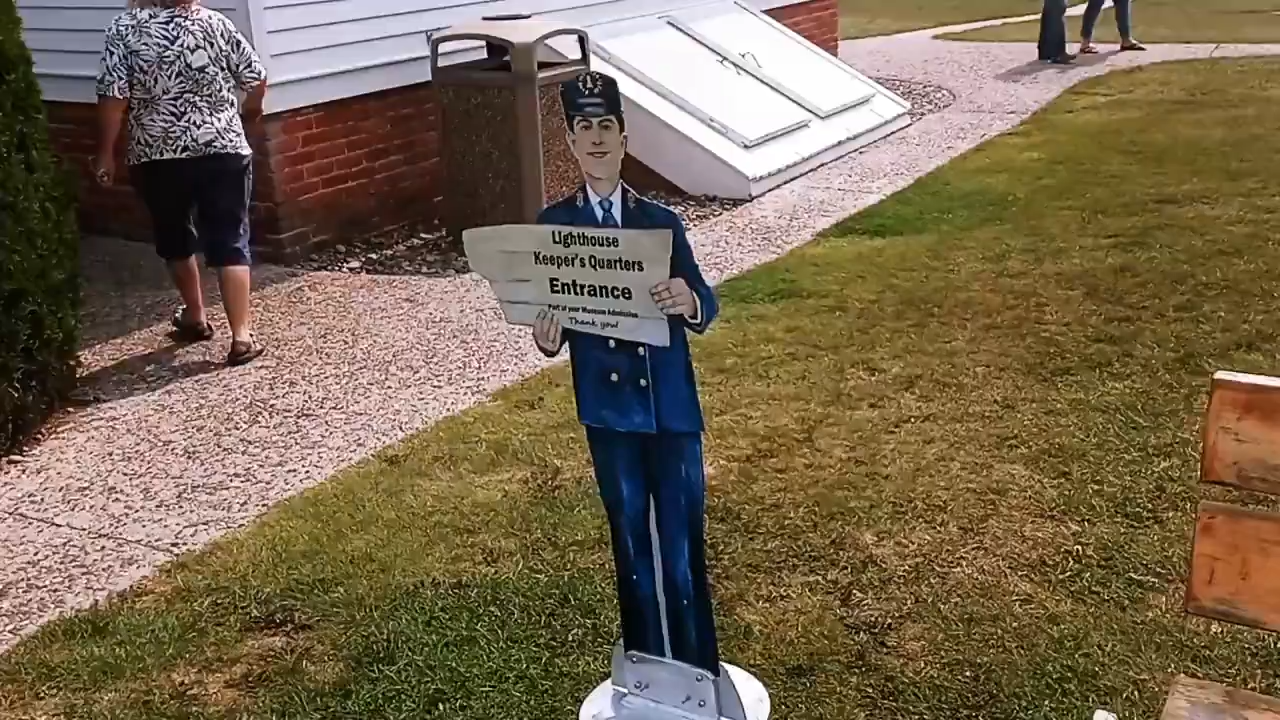 Lighthouse
Keeper's Quarters
Entrance
Part of your Museum Admission
Thank you!